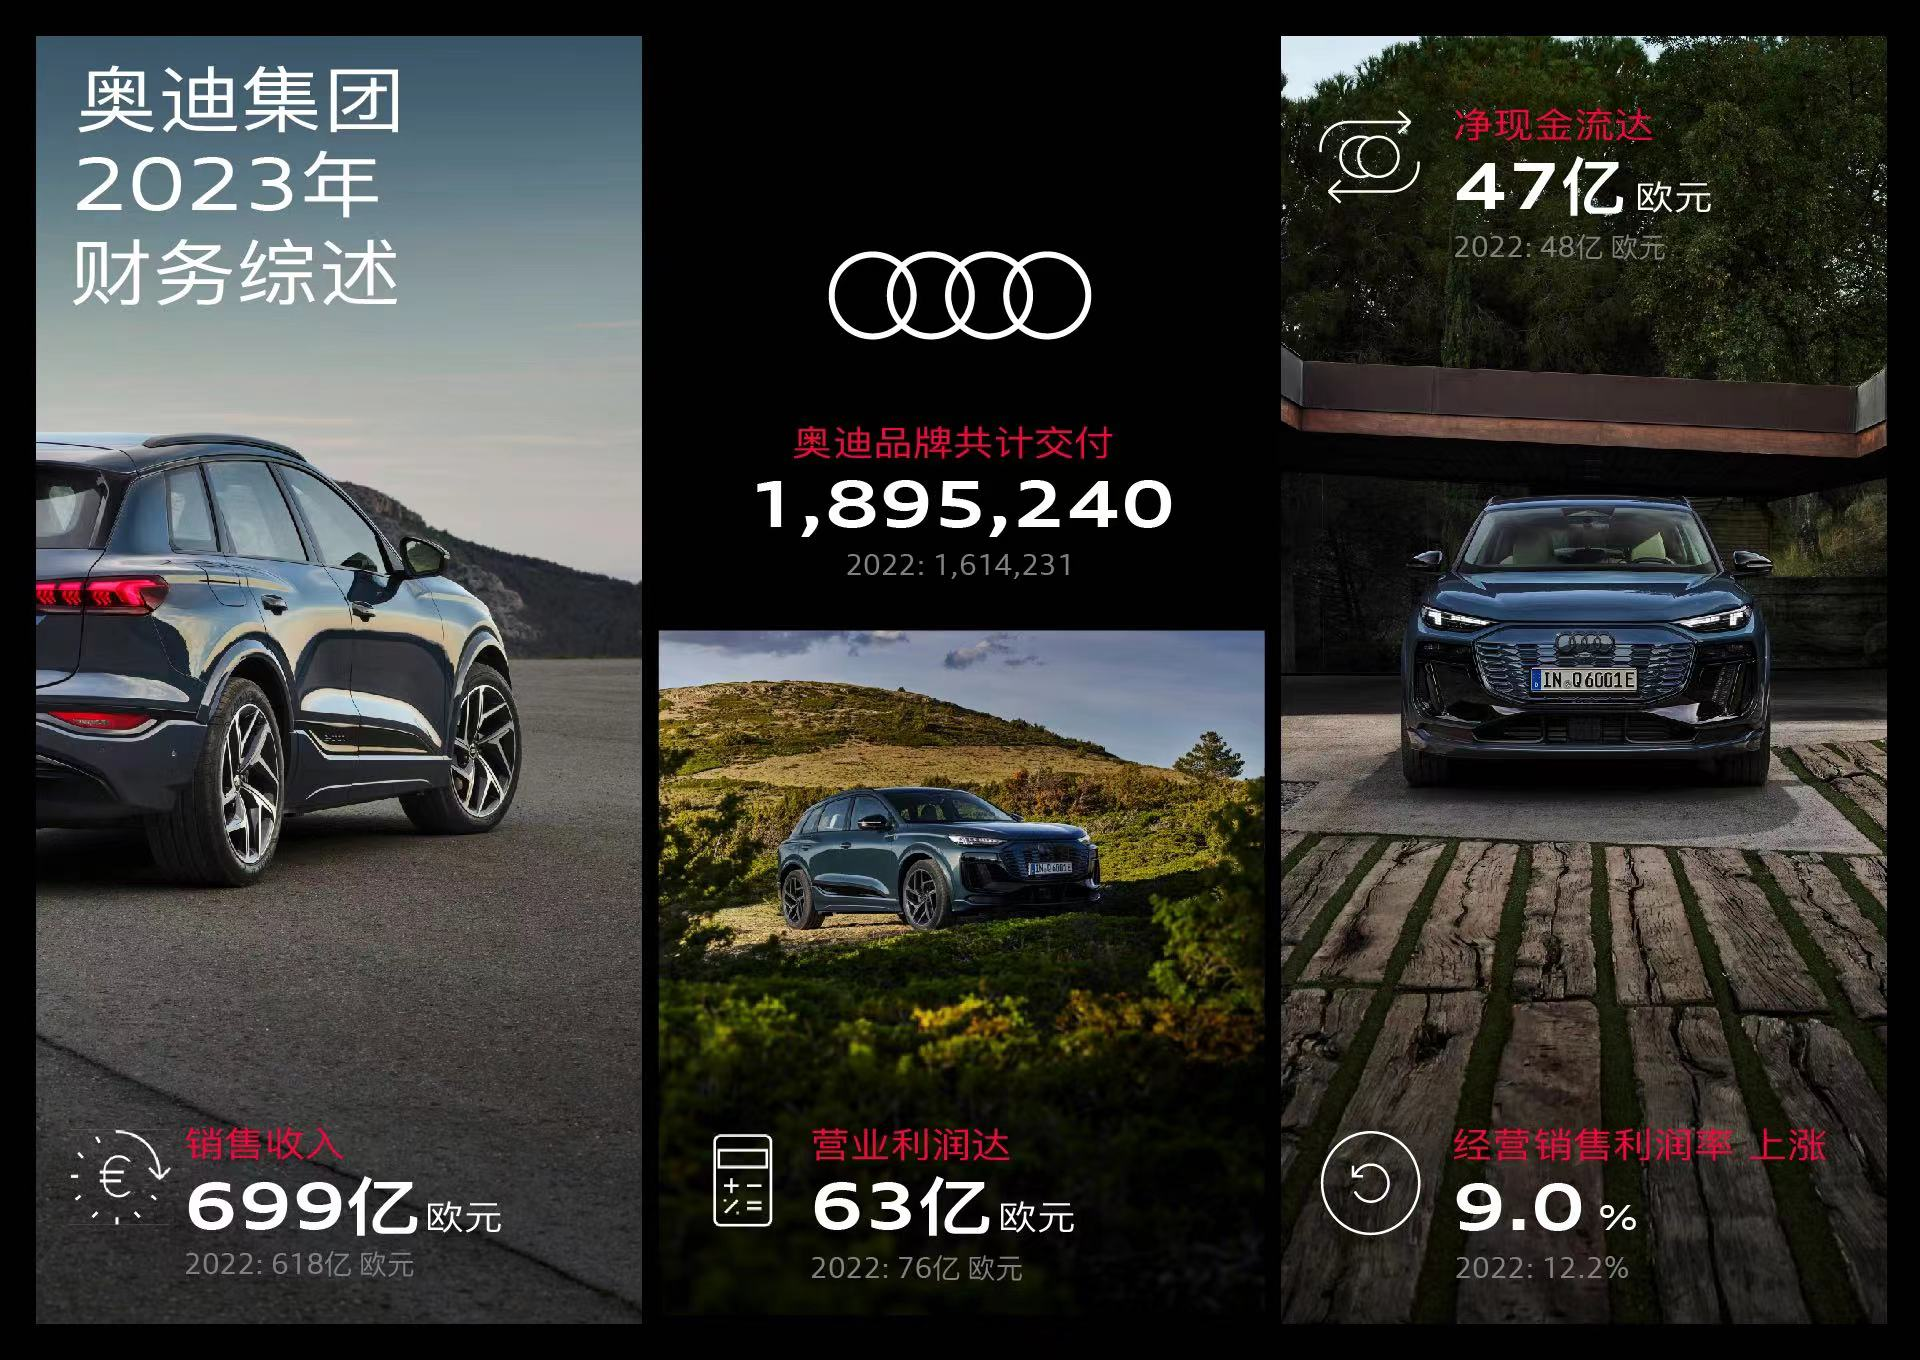 奥迪集团
2023年
财务综述
销售收入
699亿 欧元
2022: 618亿 欧元
奥迪品牌共计交付
1,895,240
2022: 1,614,231
IN Q6001E
营业利润达
63亿 欧元
2022: 76亿 欧元
净现金流达
47亿 欧元
2022: 48亿 欧元
IN Q6001E
经营销售利润率 上涨
9.0 %
2022: 12.2%